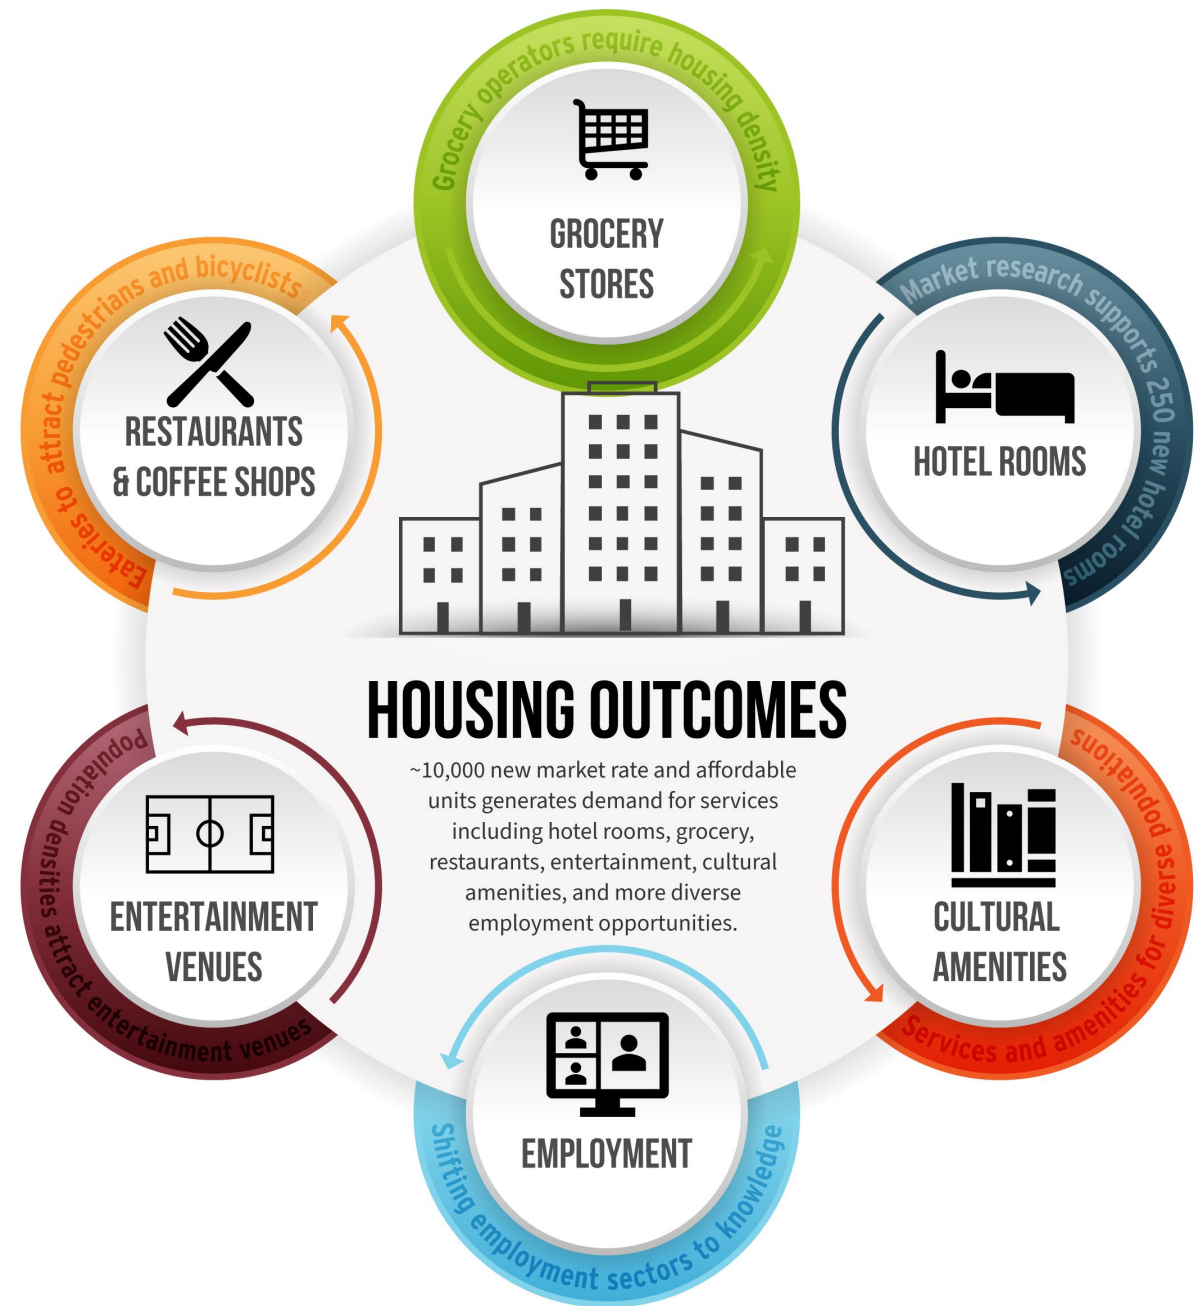 Grocery operators require housing density
GROCERY
STORES
Market research supports 250 new hotel rooms
HOTEL ROOMS
Services and amenities for diverse populations
CULTURAL
AMENITIES
Shifting employment sectors to knowledge
EMPLOYMENT
Population densities attract entertainment venues
ENTERTAINMENT
VENUES
Eateries to attract pedestrians and bicyclists
RESTAURANTS
& COFFEE SHOPS
HOUSING OUTCOMES
~10,000 new market rate and affordable
units generates demand for services
including hotel rooms, grocery,
restaurants, entertainment, cultural
amenities, and more diverse
employment opportunities.